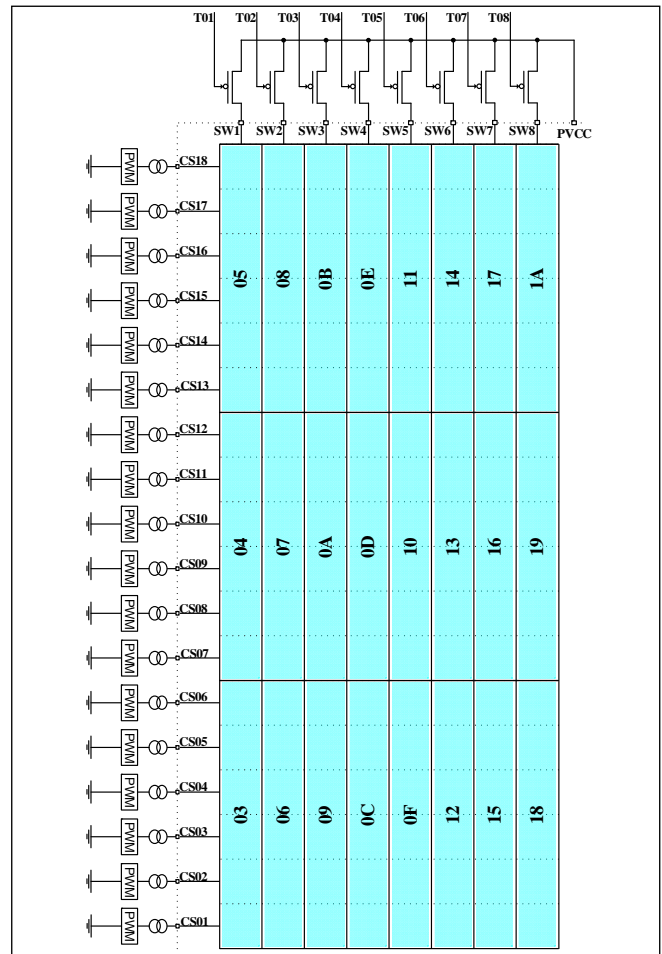 T01 T02 T03 T04 T05 T06 T07 T08
SW1 SW2 SW3 SW4 SW5 SW6 SW7 SW8 PVCC
PWM CS18
PWM CS17
PWM CS16
05 08 0B 0E 11 14 17 1A
PWM CS15
PWM CS14
PWM CS13
PWM CS12
PWM CS11
PWM CS10
04 07 0A 0D 10 13 16 19
PWM CS09
PWM CS08
PWM CS07
PWM CS06
PWM CS05
PWM CS04
03 06 09 0C 0F 12 15 18
PWM CS03
PWM CS02
PWM CS01